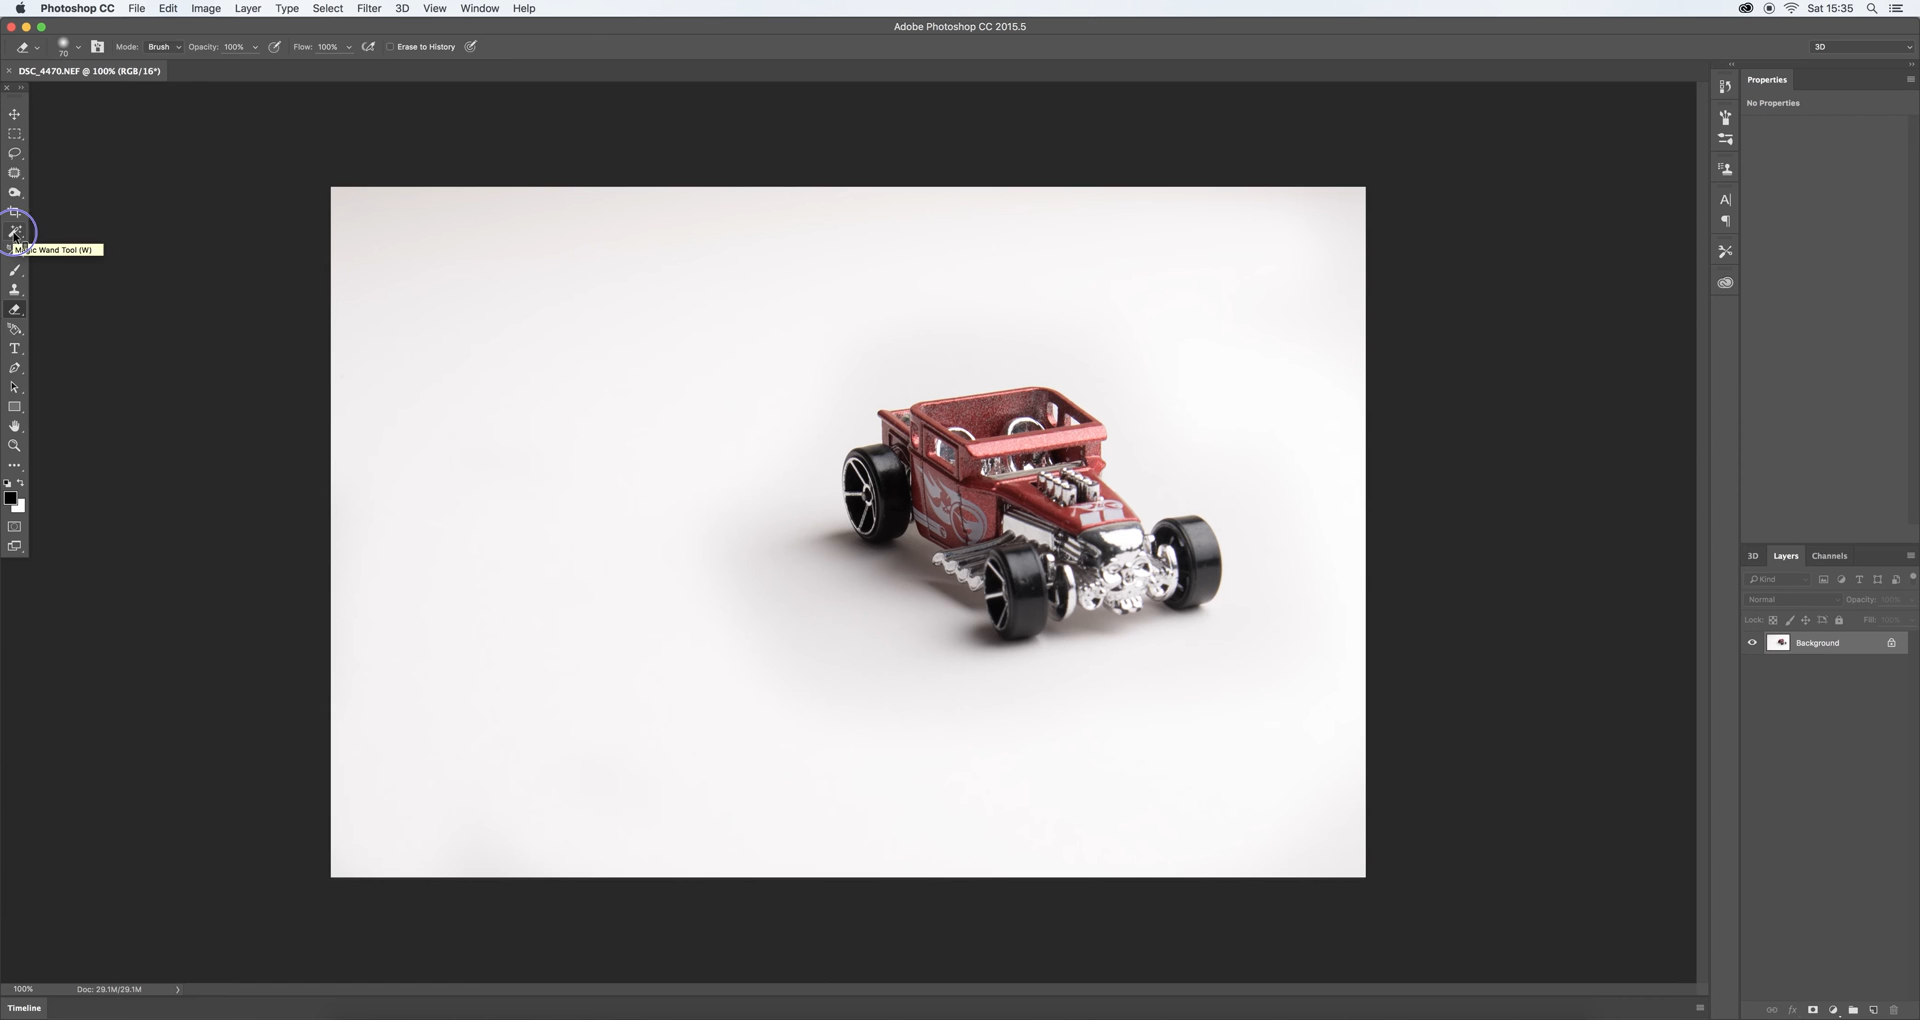 Photoshop CC File Edit Image Layer Type Select Filter 3D View Window Help Sat 15:35
Adobe Photoshop CC 2015.5
70 Mode: Brush Opacity: 100% Flow: 100% Erase to History 3D
DSC_4470.NEF @ 100% (RGB/16*)
Properties
No Properties
Magic Wand Tool (W)
3D Layers Channels
Kind
Normal Opacity: 100%
Lock: Fill: 100%
Background
100% Doc: 29.1M/29.1M
Timeline